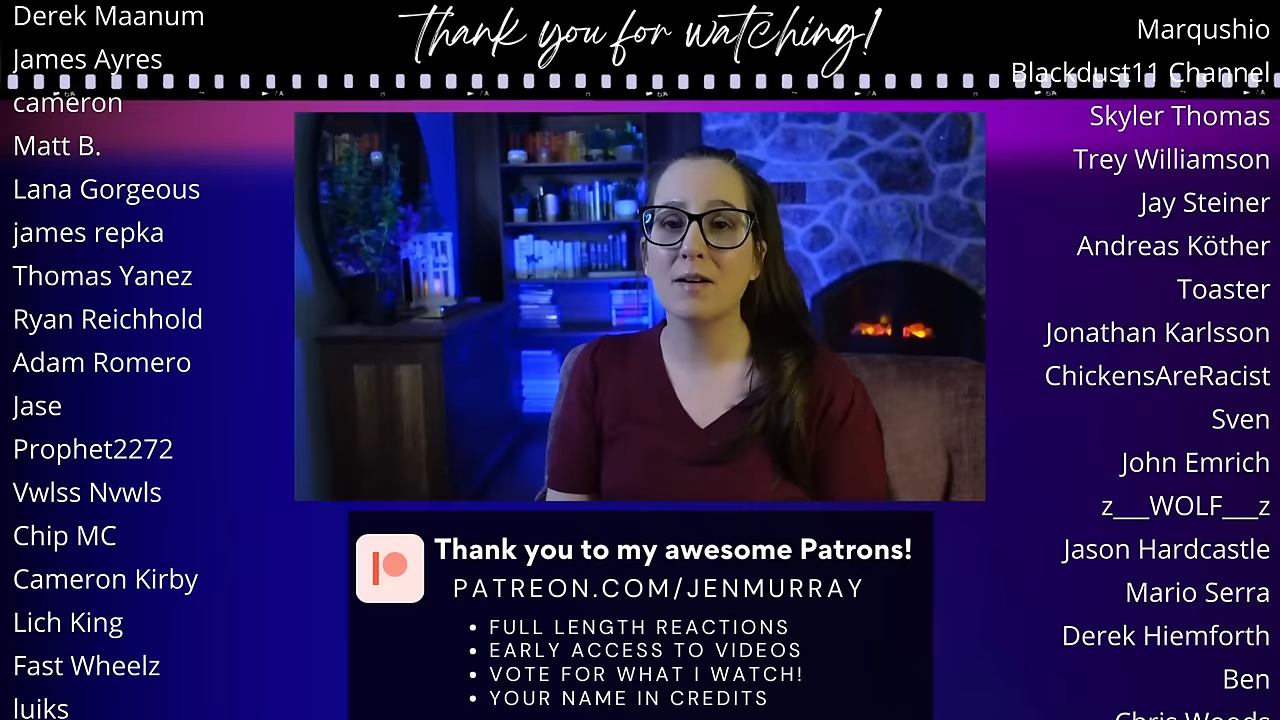 Thank you for watching!
Derek Maanum
James Ayres
cameron
Matt B.
Lana Gorgeous
james repka
Thomas Yanez
Ryan Reichhold
Adam Romero
Jase
Prophet2272
Vwlss Nvwls
Chip MC
Cameron Kirby
Lich King
Fast Wheelz
luiks
Marqushio
Blackdust11 Channel
Skyler Thomas
Trey Williamson
Jay Steiner
Andreas Köther
Toaster
Jonathan Karlsson
ChickensAreRacist
Sven
John Emrich
z___WOLF___z
Jason Hardcastle
Mario Serra
Derek Hiemforth
Ben
Chris Woods
Thank you to my awesome Patrons!
PATREON.COM/JENMURRAY
• FULL LENGTH REACTIONS
• EARLY ACCESS TO VIDEOS
• VOTE FOR WHAT I WATCH!
• YOUR NAME IN CREDITS